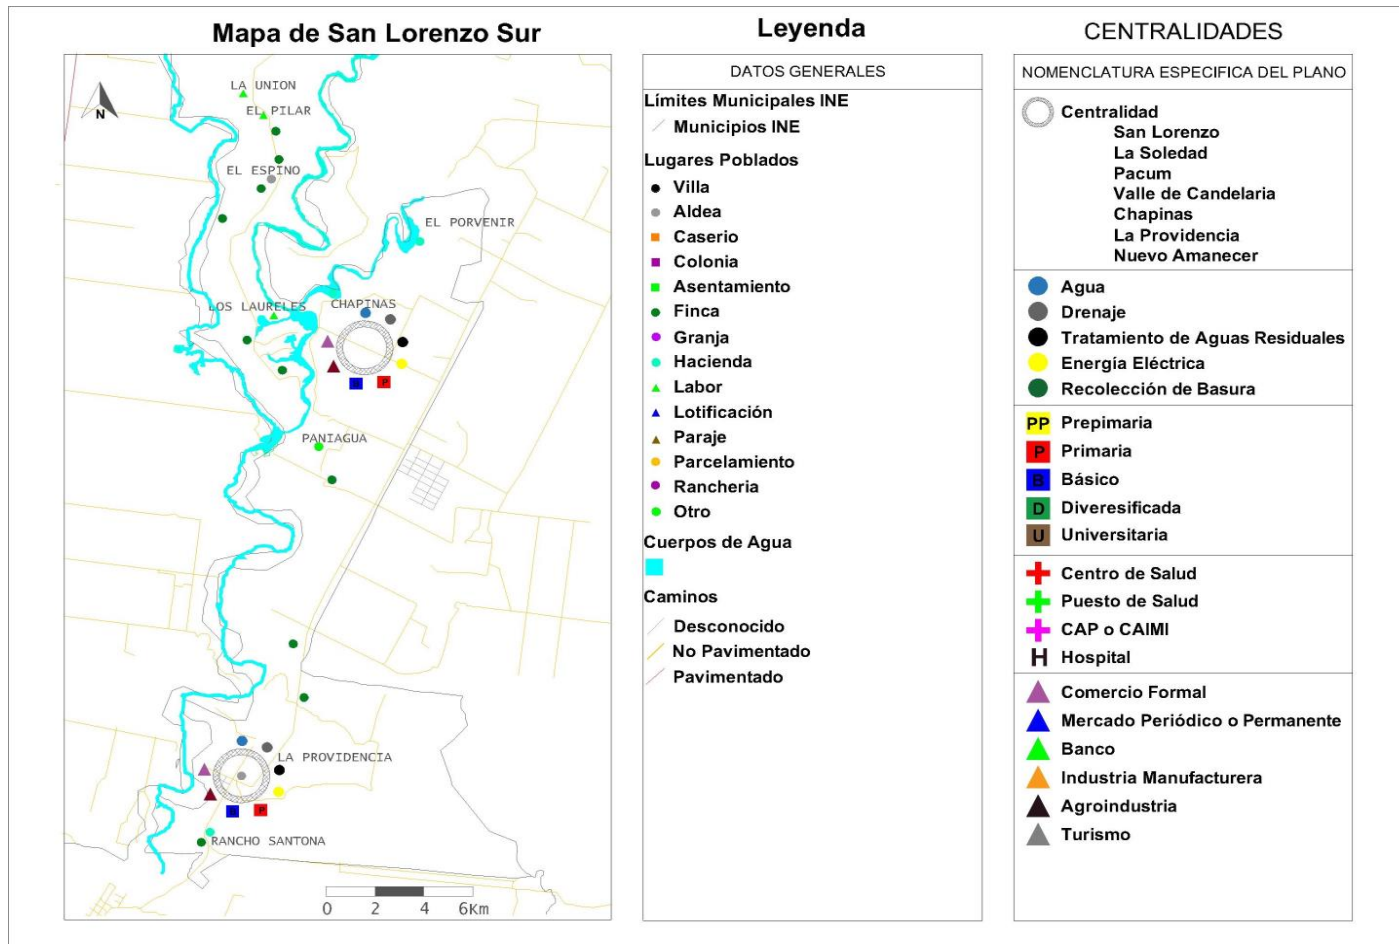 Mapa de San Lorenzo Sur
N
LA UNION
EL PILAR
EL ESPINO
EL PORVENIR
LOS LAURELES
CHAPINAS
B
P
PANIAGUA
LA PROVIDENCIA
B
P
RANCHO SANTONA
0 2 4 6Km
Leyenda
DATOS GENERALES
Límites Municipales INE
Municipios INE
Lugares Poblados
Villa
Aldea
Caserio
Colonia
Asentamiento
Finca
Granja
Hacienda
Labor
Lotificación
Paraje
Parcelamiento
Rancheria
Otro
Cuerpos de Agua
Caminos
Desconocido
No Pavimentado
Pavimentado
CENTRALIDADES
NOMENCLATURA ESPECIFICA DEL PLANO
Centralidad
San Lorenzo
La Soledad
Pacum
Valle de Candelaria
Chapinas
La Providencia
Nuevo Amanecer
Agua
Drenaje
Tratamiento de Aguas Residuales
Energía Eléctrica
Recolección de Basura
PP Prepimaria
P Primaria
B Básico
D Diveresificada
U Universitaria
Centro de Salud
Puesto de Salud
CAP o CAIMI
H Hospital
Comercio Formal
Mercado Periódico o Permanente
Banco
Industria Manufacturera
Agroindustria
Turismo